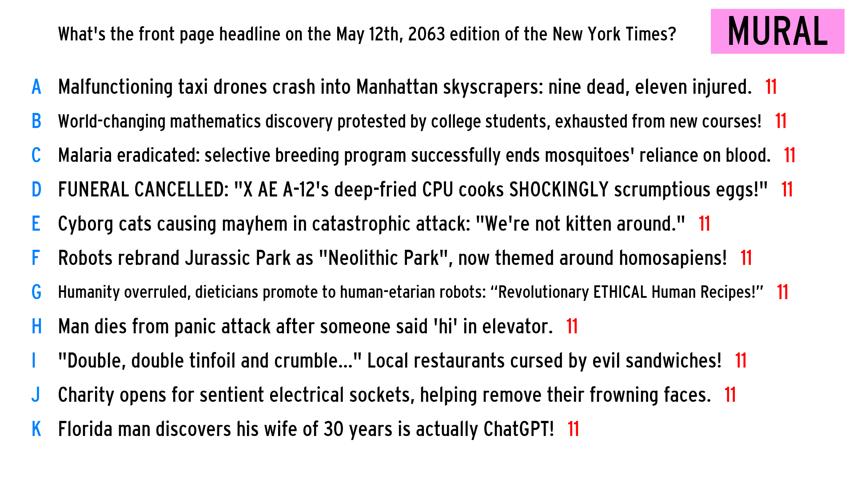 What's the front page headline on the May 12th, 2063 edition of the New York Times?
MURAL
A Malfunctioning taxi drones crash into Manhattan skyscrapers: nine dead, eleven injured. 11
B World-changing mathematics discovery protested by college students, exhausted from new courses! 11
C Malaria eradicated: selective breeding program successfully ends mosquitoes' reliance on blood. 11
D FUNERAL CANCELLED: "X AE A-12's deep-fried CPU cooks SHOCKINGLY scrumptious eggs!" 11
E Cyborg cats causing mayhem in catastrophic attack: "We're not kitten around." 11
F Robots rebrand Jurassic Park as "Neolithic Park", now themed around homosapiens! 11
G Humanity overruled, dieticians promote to human-etarian robots: “Revolutionary ETHICAL Human Recipes!” 11
H Man dies from panic attack after someone said 'hi' in elevator. 11
I "Double, double tinfoil and crumble..." Local restaurants cursed by evil sandwiches! 11
J Charity opens for sentient electrical sockets, helping remove their frowning faces. 11
K Florida man discovers his wife of 30 years is actually ChatGPT! 11